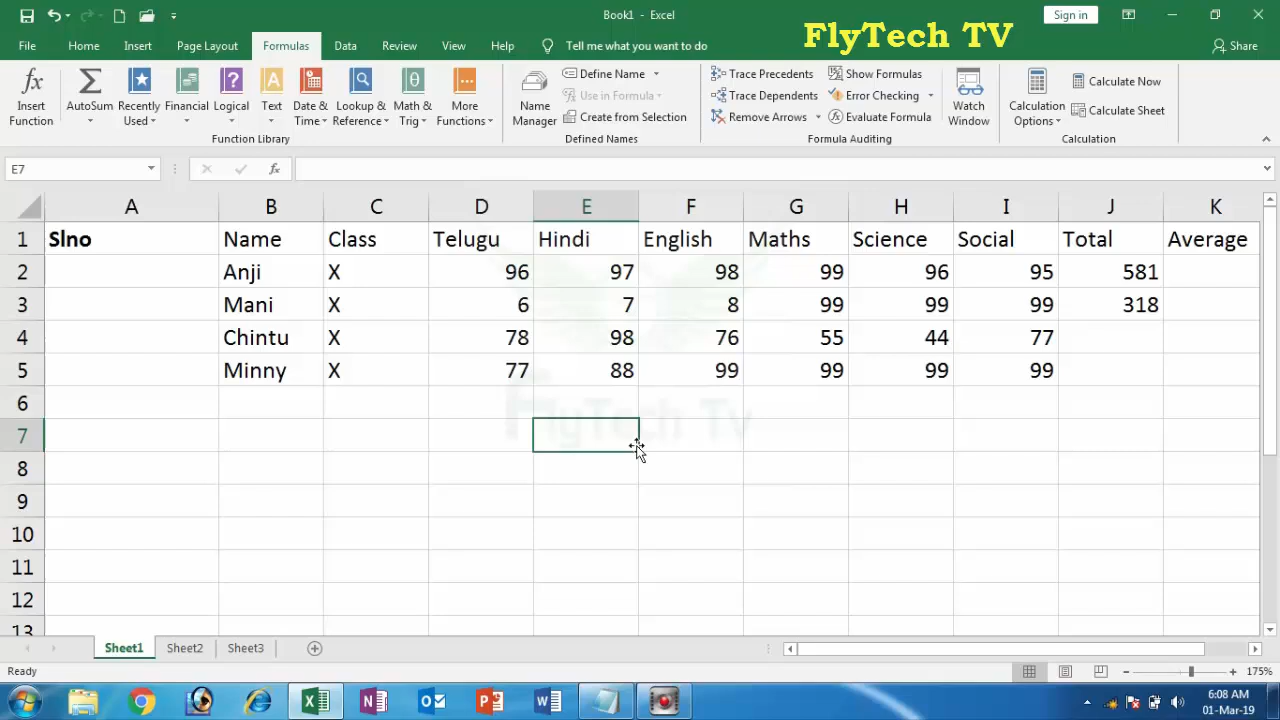 Book1 - Excel
Sign in
FlyTech TV
File Home Insert Page Layout Formulas Data Review View Help Tell me what you want to do Share
Insert Function
AutoSum
Recently Used
Financial
Logical
Text
Date & Time
Lookup & Reference
Math & Trig
More Functions
Function Library
Name Manager
Define Name
Use in Formula
Create from Selection
Defined Names
Trace Precedents
Trace Dependents
Remove Arrows
Show Formulas
Error Checking
Evaluate Formula
Formula Auditing
Watch Window
Calculation Options
Calculate Now
Calculate Sheet
Calculation
E7 fx
A B C D E F G H I J K
1 Slno Name Class Telugu Hindi English Maths Science Social Total Average
2 Anji X 96 97 98 99 96 95 581
3 Mani X 6 7 8 99 99 99 318
4 Chintu X 78 98 76 55 44 77
5 Minny X 77 88 99 99 99 99
6
7
FlyTech Tv
8
9
10
11
12
13
Sheet1 Sheet2 Sheet3
Ready 175%
6:08 AM
01-Mar-19